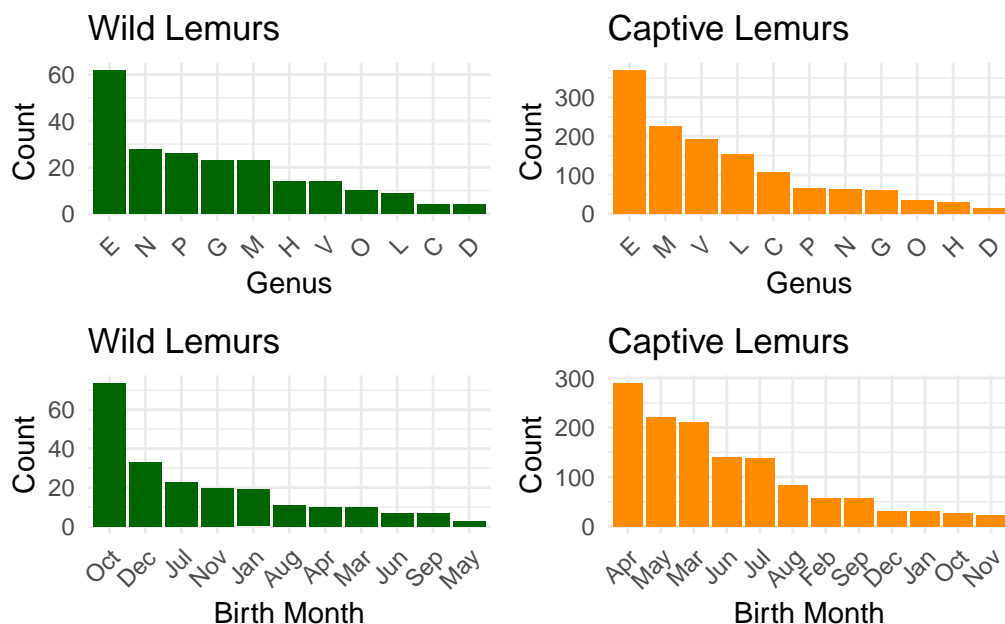 Wild Lemurs
Count
60
40
20
0
E N P G M H V O L C D
Genus
Captive Lemurs
Count
300
200
100
0
E M V L C P N G O H D
Genus
Wild Lemurs
Count
60
40
20
0
Oct Dec Jul Nov Jan Aug Apr Mar Jun Sep May
Birth Month
Captive Lemurs
Count
300
200
100
0
Apr May Mar Jun Jul Aug Feb Sep Dec Jan Oct Nov
Birth Month